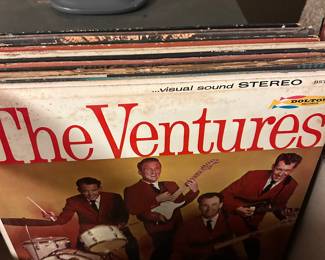 ...visual sound STEREO
DOLTON
The Ventures